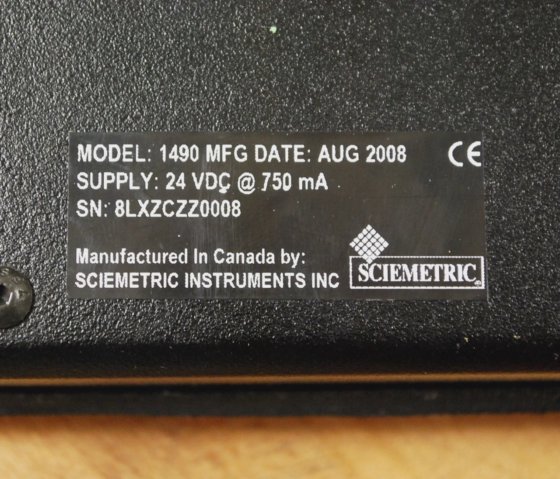 MODEL: 1490 MFG DATE: AUG 2008 CE
SUPPLY: 24 VDC @ 750 mA
SN: 8LXZCZZ0008
Manufactured In Canada by:
SCIEMETRIC INSTRUMENTS INC
SCIEMETRIC®